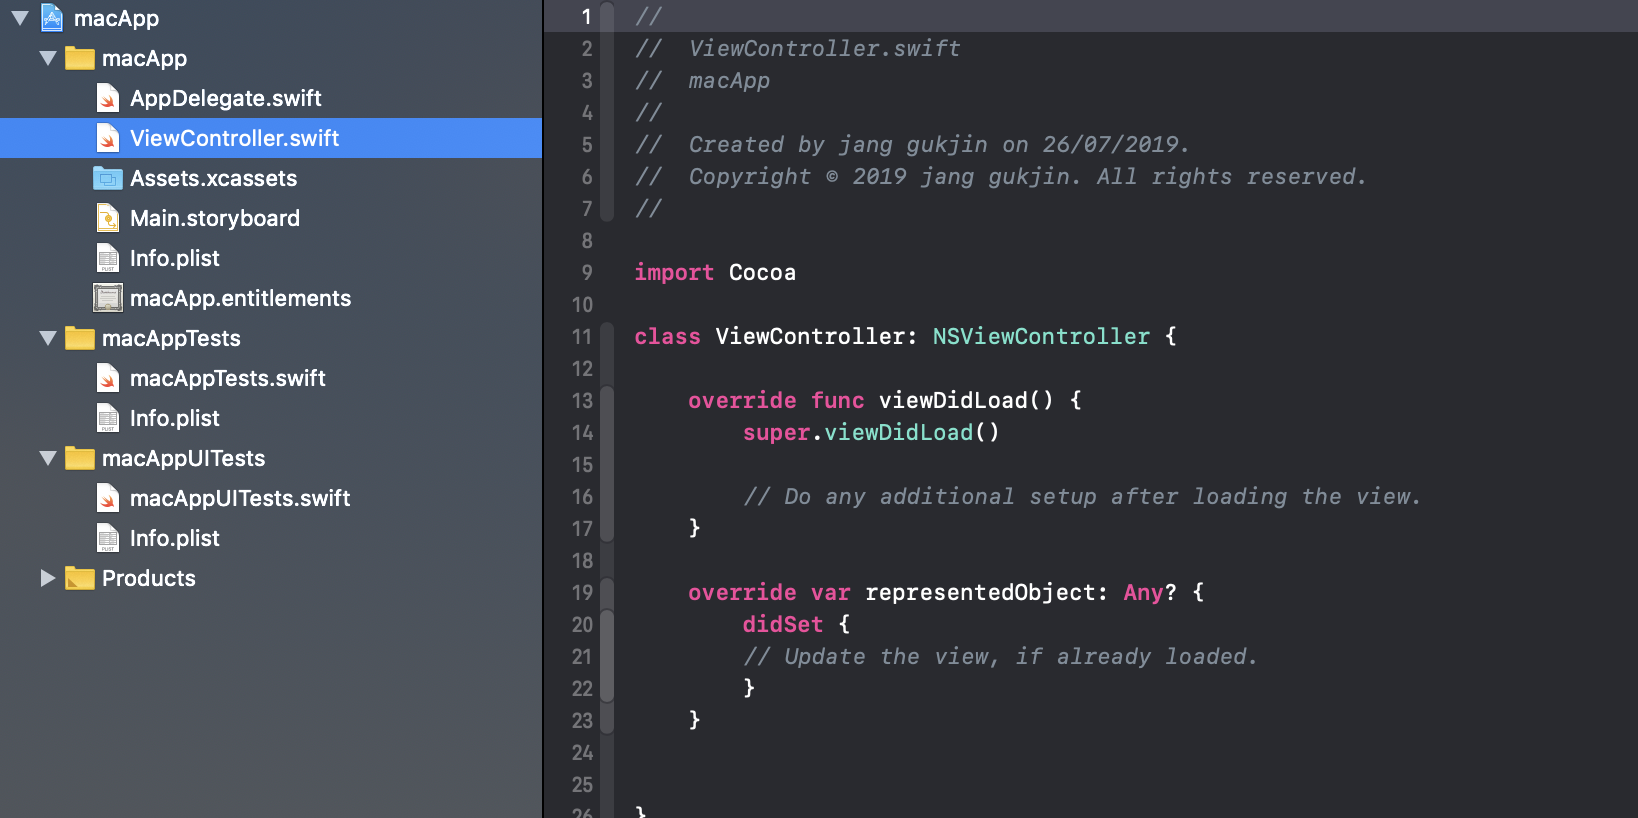 macApp
macApp
AppDelegate.swift
ViewController.swift
Assets.xcassets
Main.storyboard
Info.plist
macApp.entitlements
macAppTests
macAppTests.swift
Info.plist
macAppUITests
macAppUITests.swift
Info.plist
Products
1 //
2 //  ViewController.swift
3 //  macApp
4 //
5 //  Created by jang gukjin on 26/07/2019.
6 //  Copyright © 2019 jang gukjin. All rights reserved.
7 //
8
9 import Cocoa
10
11 class ViewController: NSViewController {
12
13     override func viewDidLoad() {
14         super.viewDidLoad()
15
16         // Do any additional setup after loading the view.
17     }
18
19     override var representedObject: Any? {
20         didSet {
21         // Update the view, if already loaded.
22         }
23     }
24
25
26 }